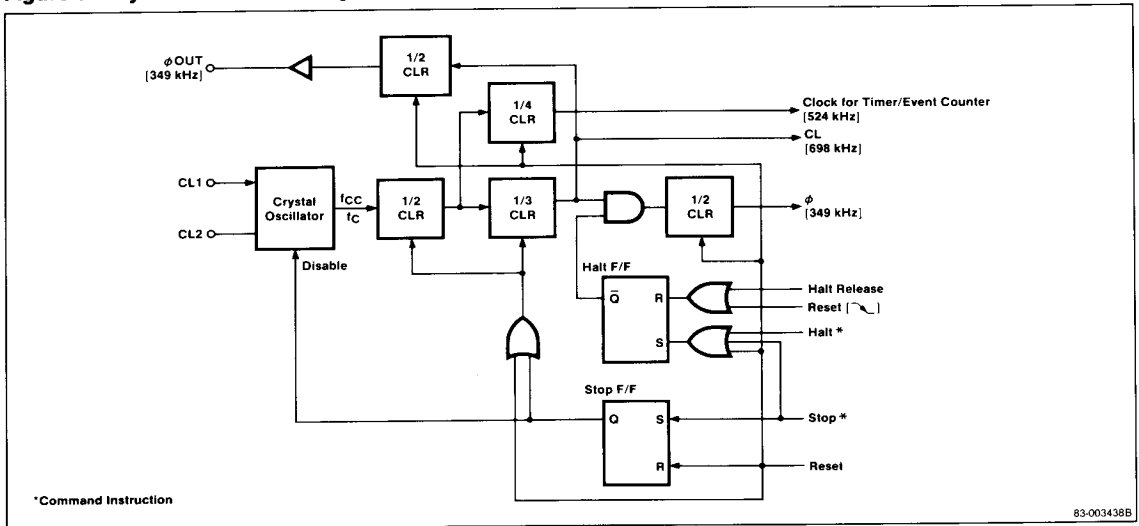 φ OUT
[349 kHz]
1/2
CLR
1/4
CLR
Clock for Timer/Event Counter
[524 kHz]
CL
[698 kHz]
CL1
CL2
Crystal
Oscillator
fCC
fC
1/2
CLR
1/3
CLR
1/2
CLR
φ
[349 kHz]
Disable
Halt F/F
Q̅
R
S
Halt Release
Reset [ ]
Halt *
Stop F/F
Q
S
R
Stop *
Reset
*Command Instruction
83-003438B